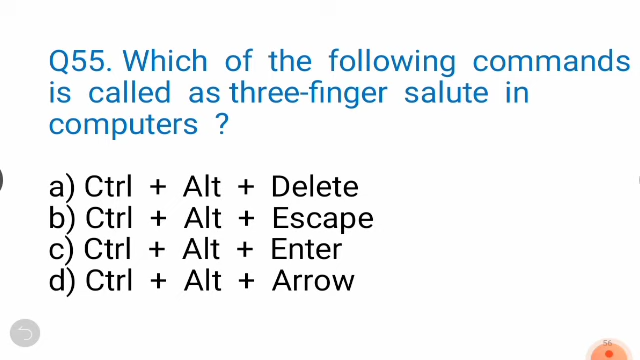 Q55. Which of the following commands
is called as three-finger salute in
computers ?
a) Ctrl + Alt + Delete
b) Ctrl + Alt + Escape
c) Ctrl + Alt + Enter
d) Ctrl + Alt + Arrow
56